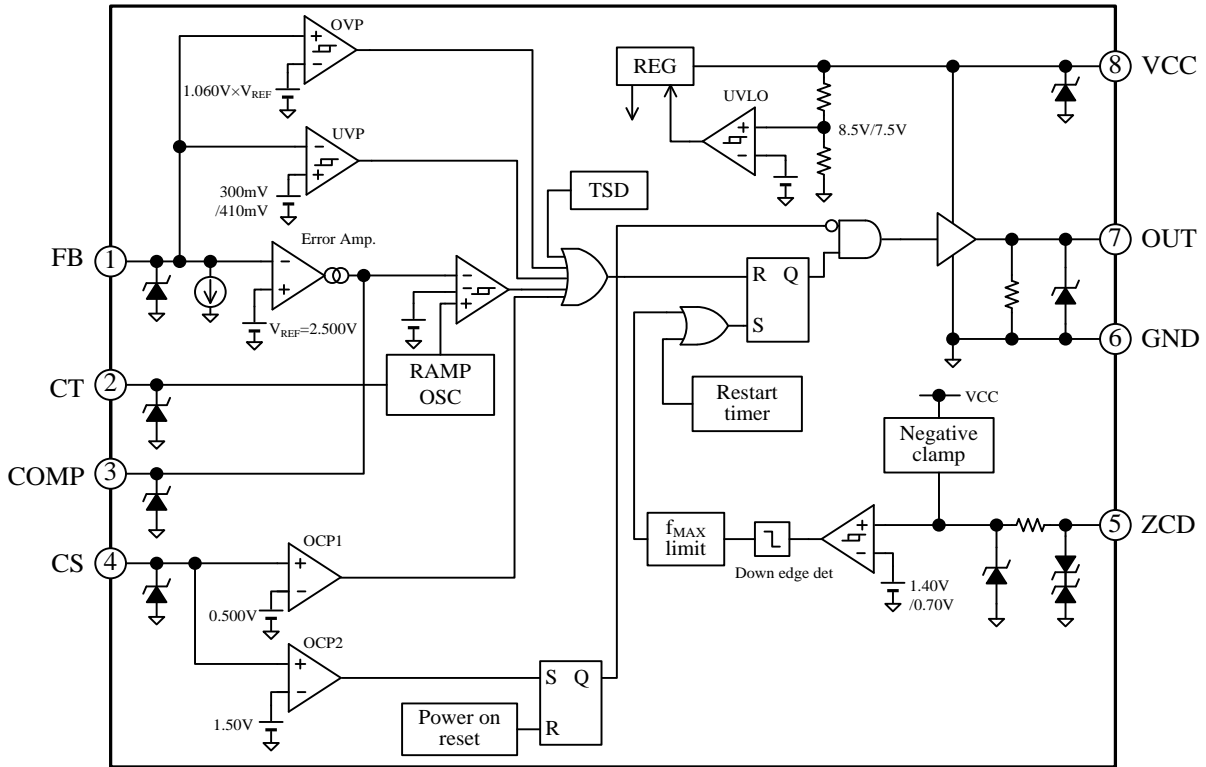 OVP
+
−
1.060V×VREF
UVP
−
+
300mV
/410mV
REG
UVLO
+
−
8.5V/7.5V
8
VCC
TSD
FB
1
Error Amp.
−
+
VREF=2.500V
−
−
+
RAMP
OSC
CT
2
COMP
3
R
Q
S
7
OUT
6
GND
Restart
timer
VCC
Negative
clamp
5
ZCD
fMAX
limit
Down edge det
+
−
1.40V
/0.70V
CS
4
OCP1
+
−
0.500V
OCP2
+
−
1.50V
S
Q
R
Power on
reset